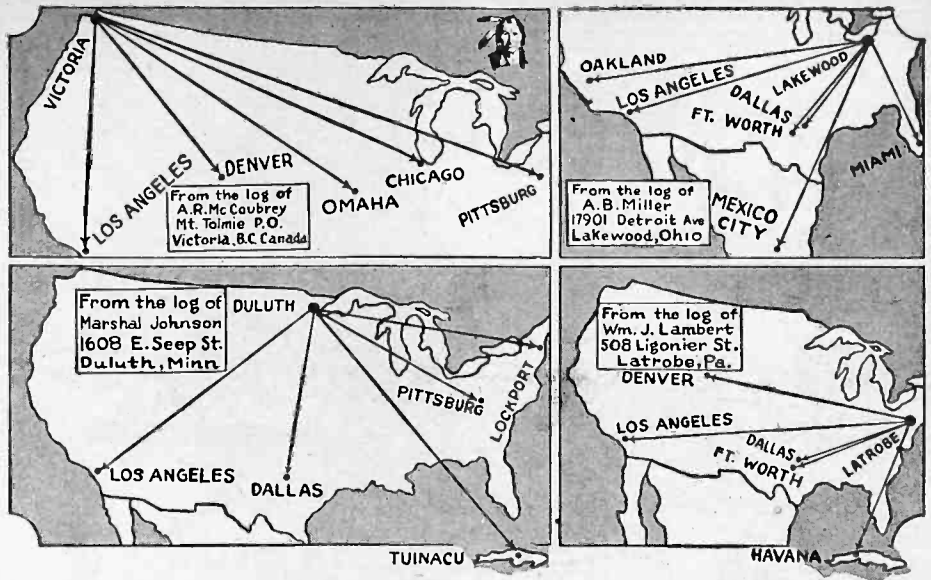 VICTORIA
LOS ANGELES
DENVER
OMAHA
CHICAGO
PITTSBURG
From the log of
A.R. Mc Caubrey
Mt. Tolmie P.O.
Victoria, B.C. Canada
OAKLAND
LOS ANGELES
LAKEWOOD
DALLAS
FT. WORTH
MIAMI
MEXICO
CITY
From the log of
A.B. Miller
17901 Detroit Ave
Lakewood, Ohio
From the log of
Marshal Johnson
1608 E. Seep St.
Duluth, Minn
DULUTH
PITTSBURG
LOCKPORT
LOS ANGELES
DALLAS
TUINACU
From the log of
Wm. J. Lambert
508 Ligonier St.
Latrobe, Pa.
DENVER
LOS ANGELES
DALLAS
FT. WORTH
LATROBE
HAVANA